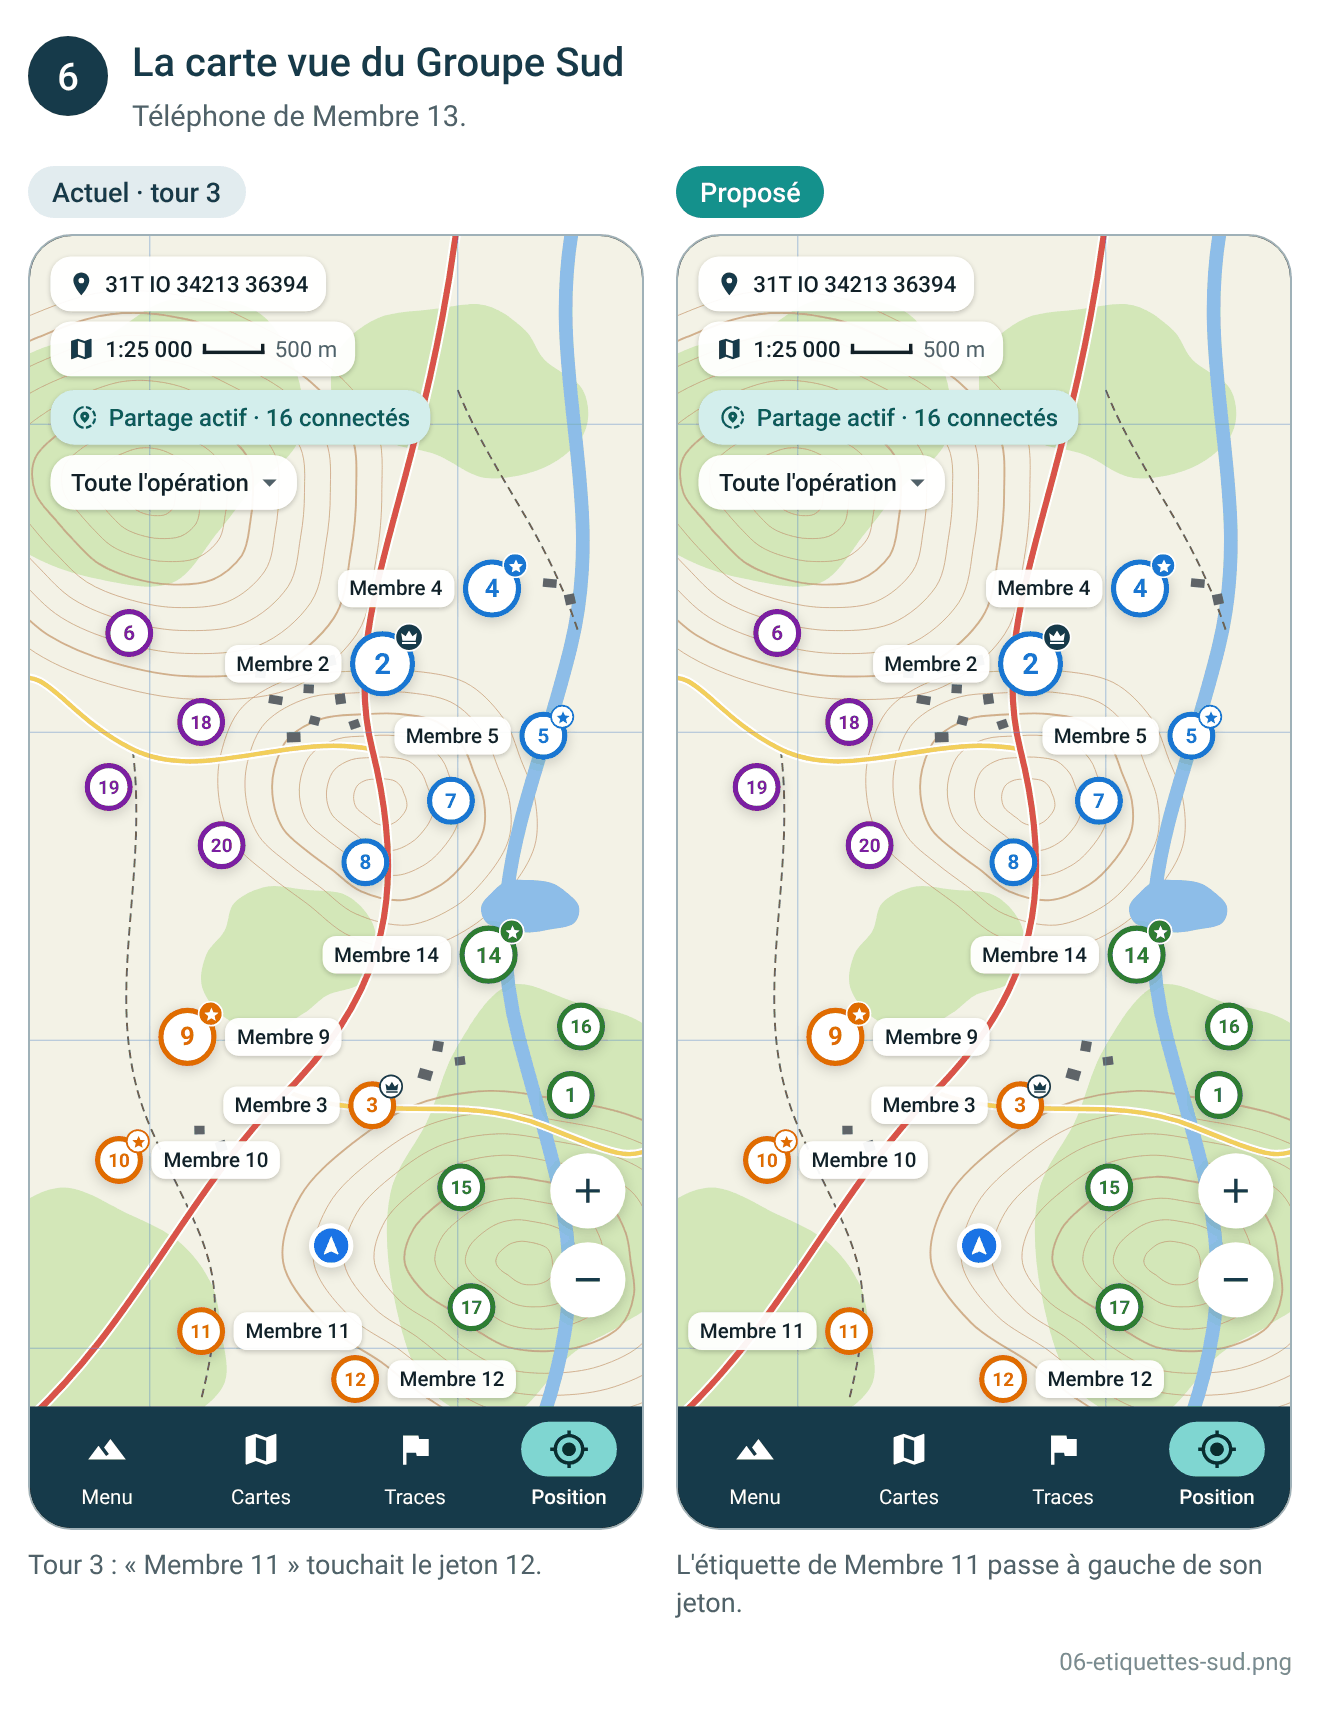 6
La carte vue du Groupe Sud
Téléphone de Membre 13.
Actuel · tour 3
31T IO 34213 36394
1:25 000 500 m
Partage actif · 16 connectés
Toute l'opération
Membre 4 4
6
Membre 2 2
18
Membre 5 5
19
7
20
8
Membre 14 14
16
9 Membre 9
1
Membre 3 3
10 Membre 10
15
+
−
17
11 Membre 11
12 Membre 12
Menu Cartes Traces Position
Tour 3 : « Membre 11 » touchait le jeton 12.
Proposé
31T IO 34213 36394
1:25 000 500 m
Partage actif · 16 connectés
Toute l'opération
Membre 4 4
6
Membre 2 2
18
Membre 5 5
19
7
20
8
Membre 14 14
16
9 Membre 9
1
Membre 3 3
10 Membre 10
15
+
−
17
Membre 11 11
12 Membre 12
Menu Cartes Traces Position
L'étiquette de Membre 11 passe à gauche de son
jeton.
06-etiquettes-sud.png